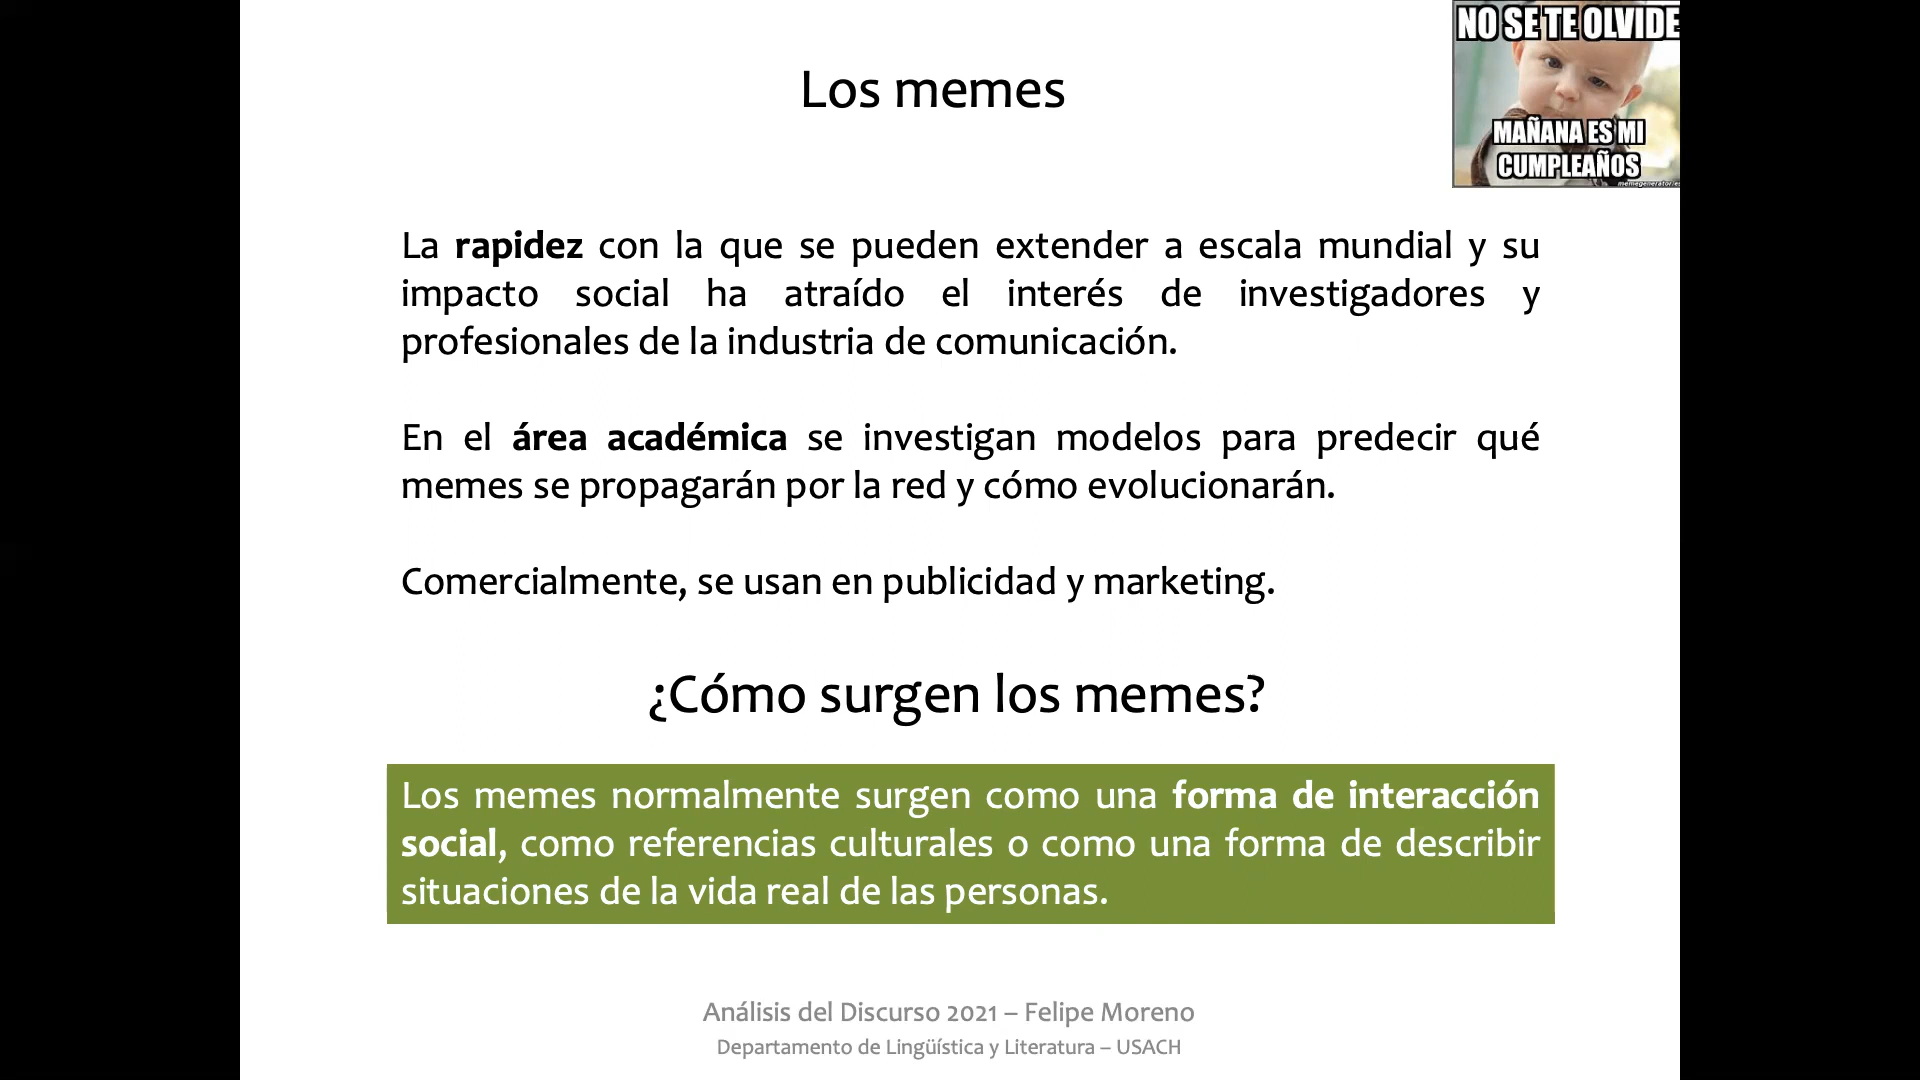 Los memes
NO SE TE OLVIDE
MAÑANA ES MI
CUMPLEAÑOS
memegenerator.es
La rapidez con la que se pueden extender a escala mundial y su
impacto social ha atraído el interés de investigadores y
profesionales de la industria de comunicación.
En el área académica se investigan modelos para predecir qué
memes se propagarán por la red y cómo evolucionarán.
Comercialmente, se usan en publicidad y marketing.
¿Cómo surgen los memes?
Los memes normalmente surgen como una forma de interacción
social, como referencias culturales o como una forma de describir
situaciones de la vida real de las personas.
Análisis del Discurso 2021 – Felipe Moreno
Departamento de Lingüística y Literatura – USACH